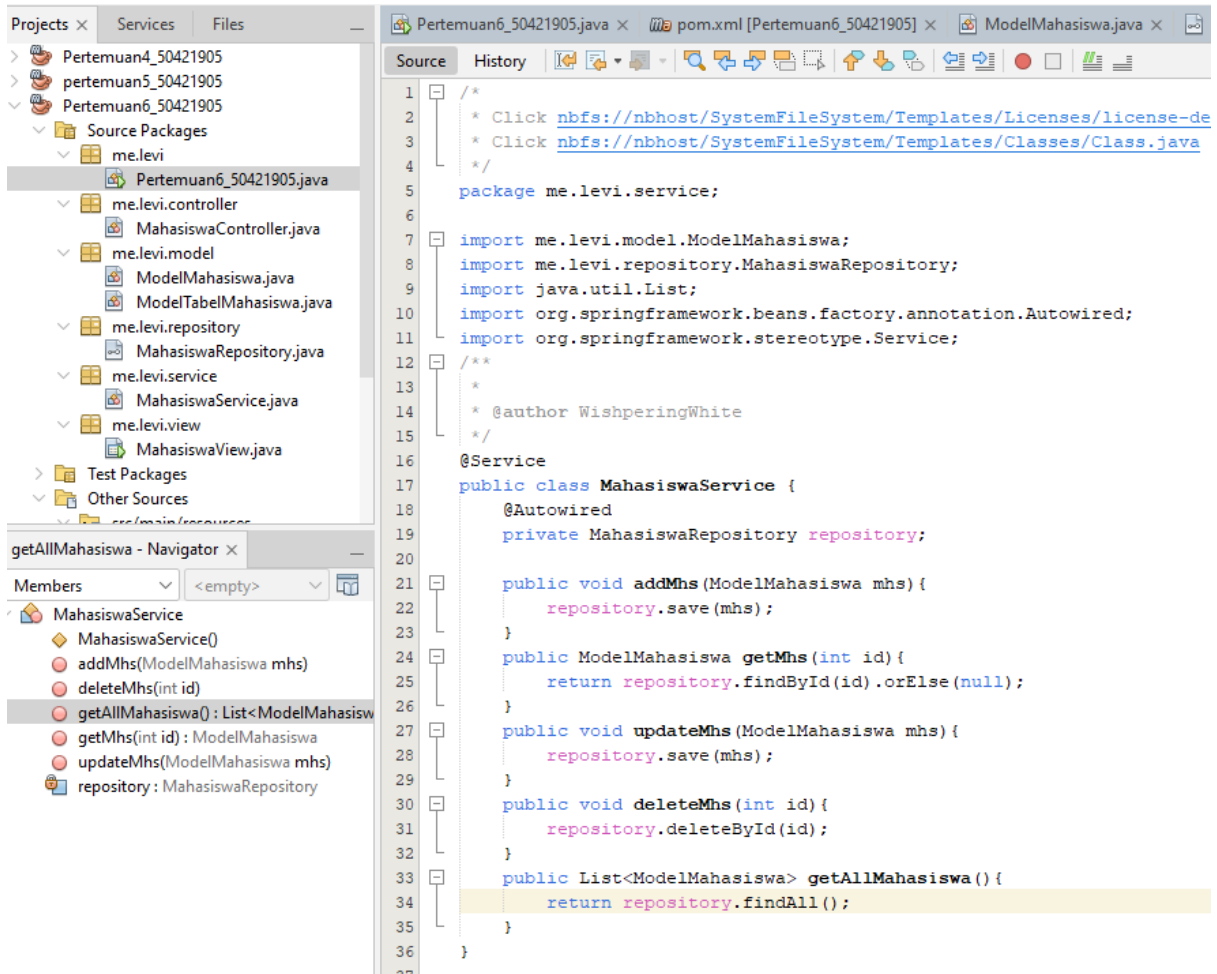 Projects × Services Files
Pertemuan4_50421905
pertemuan5_50421905
Pertemuan6_50421905
Source Packages
me.levi
Pertemuan6_50421905.java
me.levi.controller
MahasiswaController.java
me.levi.model
ModelMahasiswa.java
ModelTabelMahasiswa.java
me.levi.repository
MahasiswaRepository.java
me.levi.service
MahasiswaService.java
me.levi.view
MahasiswaView.java
Test Packages
Other Sources
src/main/resources
getAllMahasiswa - Navigator ×
Members <empty>
MahasiswaService
MahasiswaService()
addMhs(ModelMahasiswa mhs)
deleteMhs(int id)
getAllMahasiswa() : List<ModelMahasisw
getMhs(int id) : ModelMahasiswa
updateMhs(ModelMahasiswa mhs)
repository : MahasiswaRepository
Pertemuan6_50421905.java × pom.xml [Pertemuan6_50421905] × ModelMahasiswa.java ×
Source History
1 /*
2 * Click nbfs://nbhost/SystemFileSystem/Templates/Licenses/license-de
3 * Click nbfs://nbhost/SystemFileSystem/Templates/Classes/Class.java
4 */
5 package me.levi.service;
6
7 import me.levi.model.ModelMahasiswa;
8 import me.levi.repository.MahasiswaRepository;
9 import java.util.List;
10 import org.springframework.beans.factory.annotation.Autowired;
11 import org.springframework.stereotype.Service;
12 /**
13 *
14 * @author WishperingWhite
15 */
16 @Service
17 public class MahasiswaService {
18 @Autowired
19 private MahasiswaRepository repository;
20
21 public void addMhs(ModelMahasiswa mhs){
22 repository.save(mhs);
23 }
24 public ModelMahasiswa getMhs(int id){
25 return repository.findById(id).orElse(null);
26 }
27 public void updateMhs(ModelMahasiswa mhs){
28 repository.save(mhs);
29 }
30 public void deleteMhs(int id){
31 repository.deleteById(id);
32 }
33 public List<ModelMahasiswa> getAllMahasiswa(){
34 return repository.findAll();
35 }
36 }